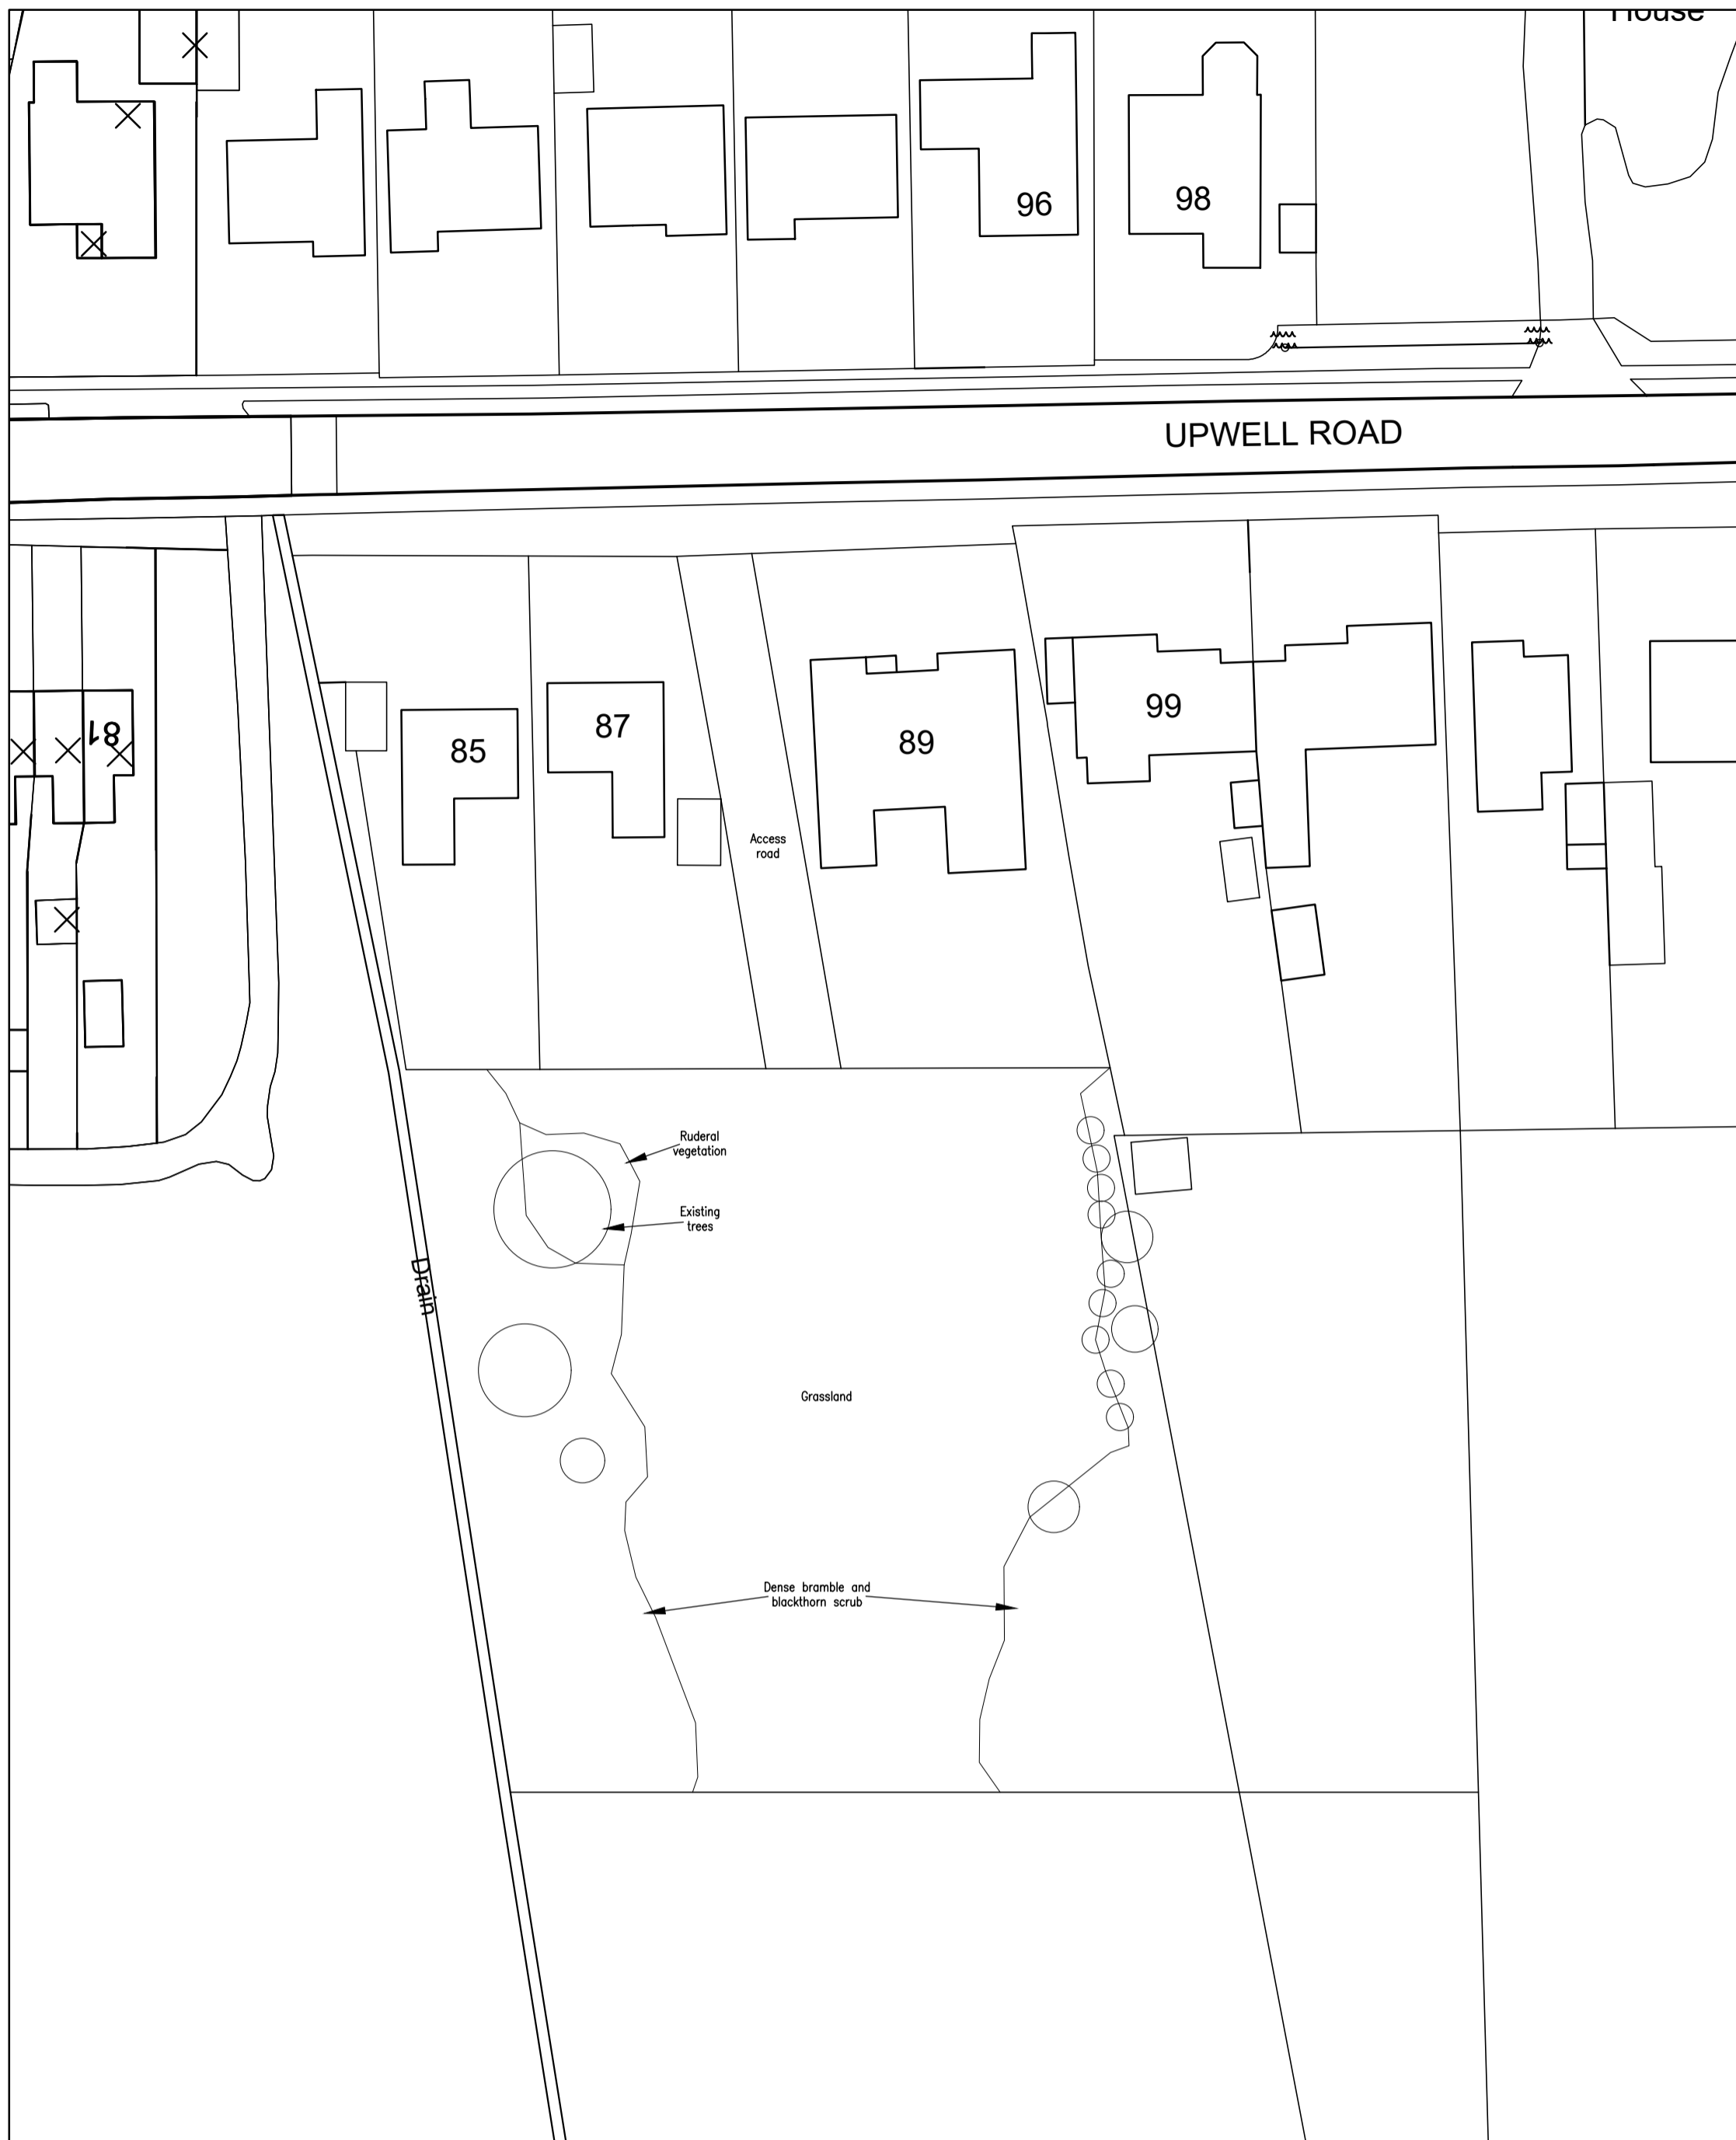 House
96
98
UPWELL ROAD
81
85
87
89
99
Access
road
Ruderal
vegetation
Existing
trees
Drain
Grassland
Dense bramble and
blackthorn scrub